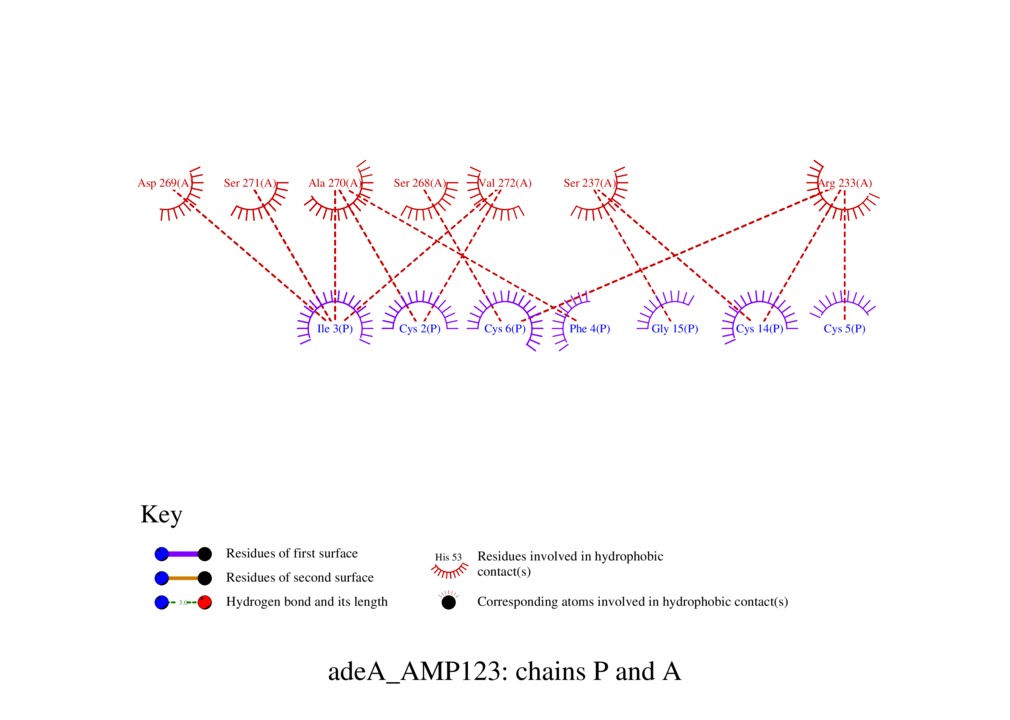 Asp 269(A) Ser 271(A) Ala 270(A) Ser 268(A) Val 272(A) Ser 237(A) Arg 233(A)
Ile 3(P) Cys 2(P) Cys 6(P) Phe 4(P) Gly 15(P) Cys 14(P) Cys 5(P)
Key
Residues of first surface
Residues of second surface
3.0
Hydrogen bond and its length
His 53
Residues involved in hydrophobic
contact(s)
Corresponding atoms involved in hydrophobic contact(s)
adeA_AMP123: chains P and A